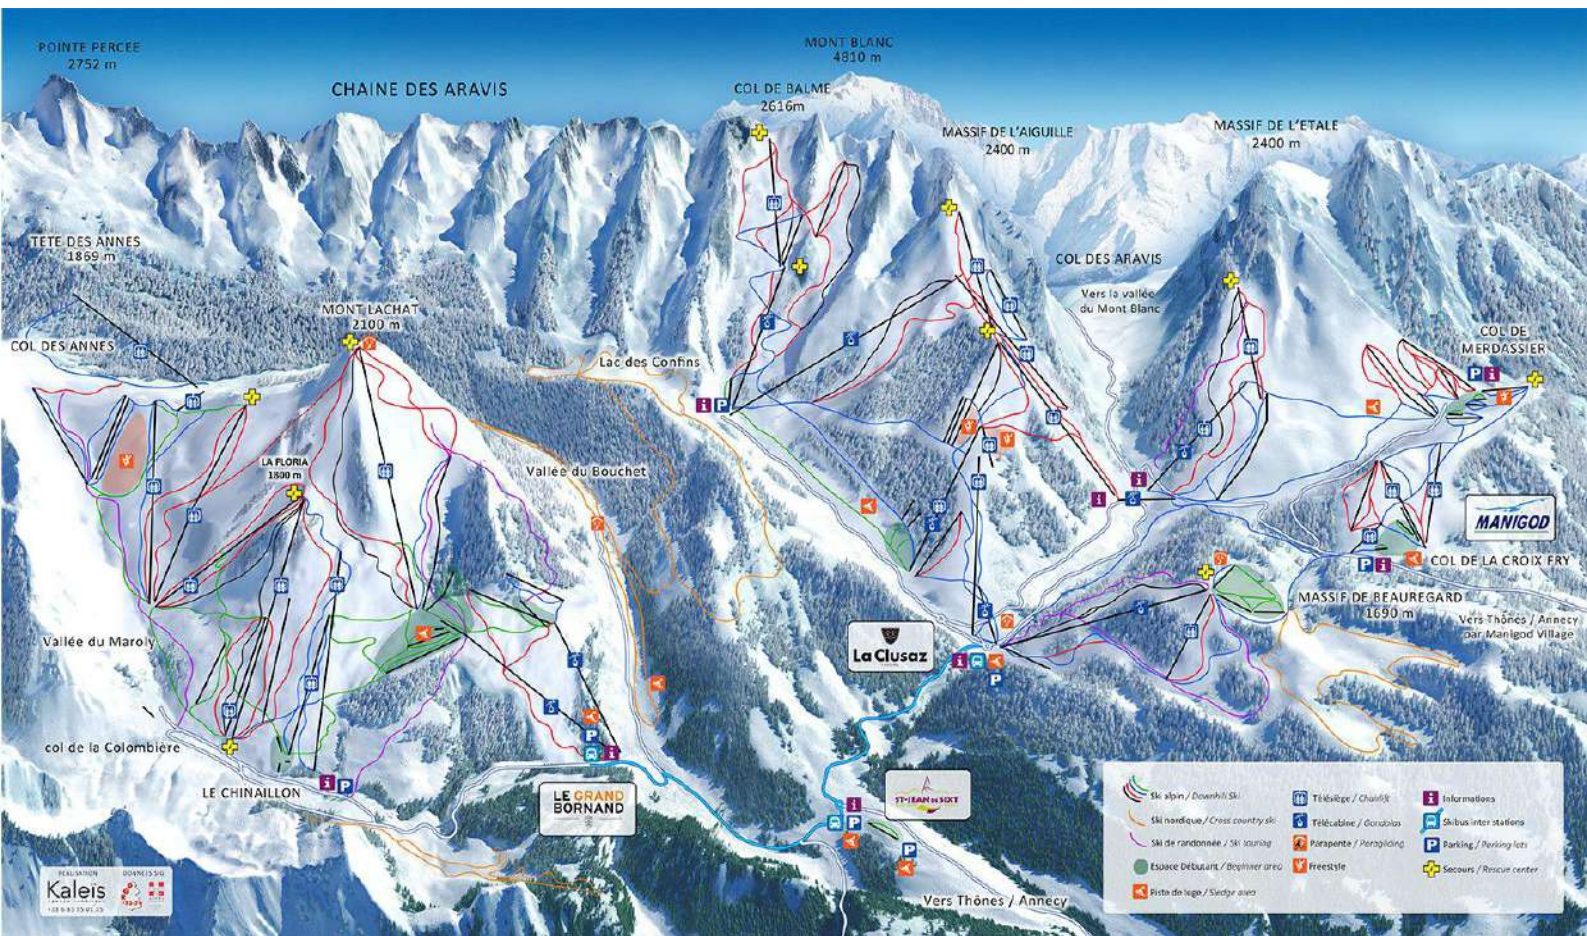 POINTE PERCEE
2752 m
CHAINE DES ARAVIS
MONT BLANC
4810 m
COL DE BALME
2616m
MASSIF DE L'AIGUILLE
2400 m
MASSIF DE L'ETALE
2400 m
TETE DES ANNES
1869 m
COL DES ANNES
MONT LACHAT
2100 m
COL DES ARAVIS
Vers la vallée
du Mont Blanc
COL DE
MERDASSIER
Lac des Confins
Vallée du Bouchet
LA FLORIA
1800 m
MANIGOD
COL DE LA CROIX FRY
MASSIF DE BEAUREGARD
1690 m
Vers Thônes / Annecy
par Manigod Village
Vallée du Maroly
La Clusaz
col de la Colombière
LE CHINAILLON
LE GRAND
BORNAND
ST-JEAN DE SIXT
Vers Thônes / Annecy
Ski alpin / Downhill Ski
Ski nordique / Cross country ski
Ski de randonnée / Ski touring
Espace Débutant / Beginner area
Piste de luge / Sledge area
Télésiège / Chairlift
Télécabine / Gondolas
Parapente / Paragliding
Freestyle
Informations
Skibus inter stations
Parking / Parking lots
Secours / Rescue center
REALISATION
Kaleïs
DONNEES SIG